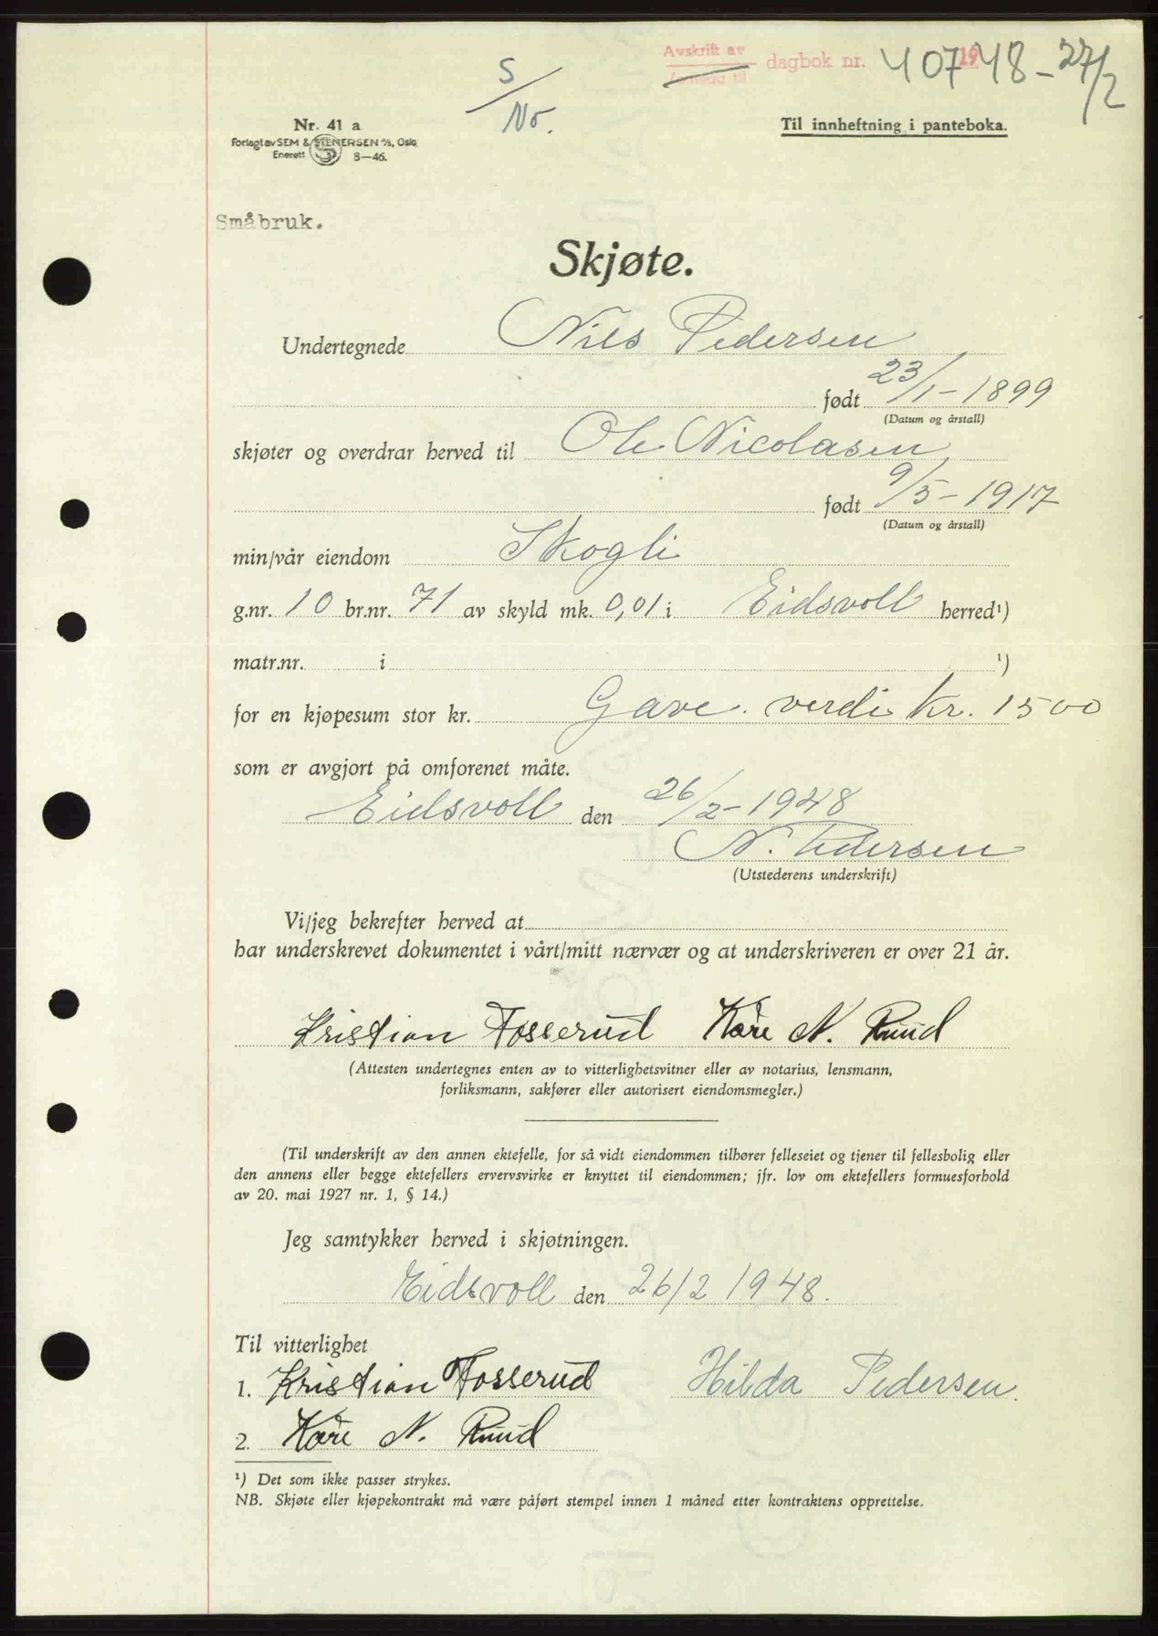 Avskrift av
dagbok nr. 407 1948 - 27/2
S/No.
Nr. 41 a
Forlagt av SEM & STENERSEN A/S, Oslo
Enerett 8—46.
Til innheftning i panteboka.
Småbruk.
Skjøte.
Undertegnede Nils Pedersen
født 23/1-1899
(Datum og årstall)
skjøter og overdrar herved til Ole Nicolasen
født 9/5-1917
(Datum og årstall)
min/vår eiendom Skogli
g.nr. 10 br.nr. 71 av skyld mk. 0,01 i Eidsvoll herred¹)
matr.nr. i ¹)
for en kjøpesum stor kr. Gave. verdi kr. 1500
som er avgjort på omforenet måte.
Eidsvoll den 26/2-1948
N. Pedersen
(Utstederens underskrift)
Vi/jeg bekrefter herved at
har underskrevet dokumentet i vårt/mitt nærvær og at underskriveren er over 21 år.
Kristian Fosserud Kåre N. Ruud
(Attesten undertegnes enten av to vitterlighetsvitner eller av notarius, lensmann,
forliksmann, sakfører eller autorisert eiendomsmegler.)
(Til underskrift av den annen ektefelle, for så vidt eiendommen tilhører felleseiet og tjener til fellesbolig eller
den annens eller begge ektefellers ervervsvirke er knyttet til eiendommen; jfr. lov om ektefellers formuesforhold
av 20. mai 1927 nr. 1, § 14.)
Jeg samtykker herved i skjøtningen.
Eidsvoll den 26/2 1948.
Til vitterlighet
1. Kristian Fosserud Hilda Pedersen.
2. Kåre N. Ruud
¹) Det som ikke passer strykes.
NB. Skjøte eller kjøpekontrakt må være påført stempel innen 1 måned etter kontraktens opprettelse.